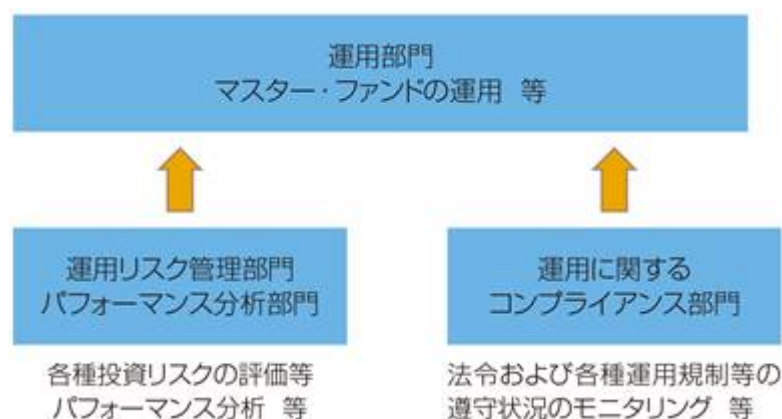 運用部門
マスター・ファンドの運用 等
運用リスク管理部門
パフォーマンス分析部門
運用に関する
コンプライアンス部門
各種投資リスクの評価等
パフォーマンス分析 等
法令および各種運用規制等の
遵守状況のモニタリング 等